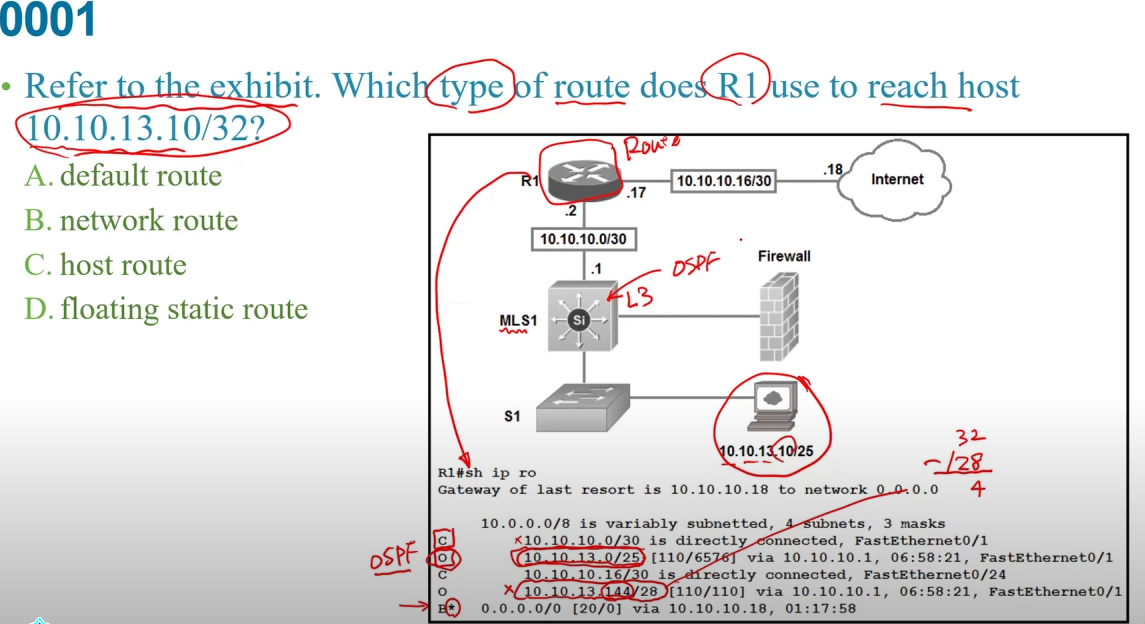 0001
• Refer to the exhibit. Which type of route does R1 use to reach host
10.10.13.10/32?
A. default route
B. network route
C. host route
D. floating static route
Route
R1
.17
10.10.10.16/30
.18
Internet
.2
10.10.10.0/30
.1
OSPF
Firewall
L3
MLS1
Si
S1
10.10.13.10/25
32
- /28
4
R1#sh ip ro
Gateway of last resort is 10.10.10.18 to network 0.0.0.0
10.0.0.0/8 is variably subnetted, 4 subnets, 3 masks
C x10.10.10.0/30 is directly connected, FastEthernet0/1
OSPF
O 10.10.13.0/25 [110/6576] via 10.10.10.1, 06:58:21, FastEthernet0/1
C 10.10.10.16/30 is directly connected, FastEthernet0/24
O x 10.10.13.144/28 [110/110] via 10.10.10.1, 06:58:21, FastEthernet0/1
B* 0.0.0.0/0 [20/0] via 10.10.10.18, 01:17:58